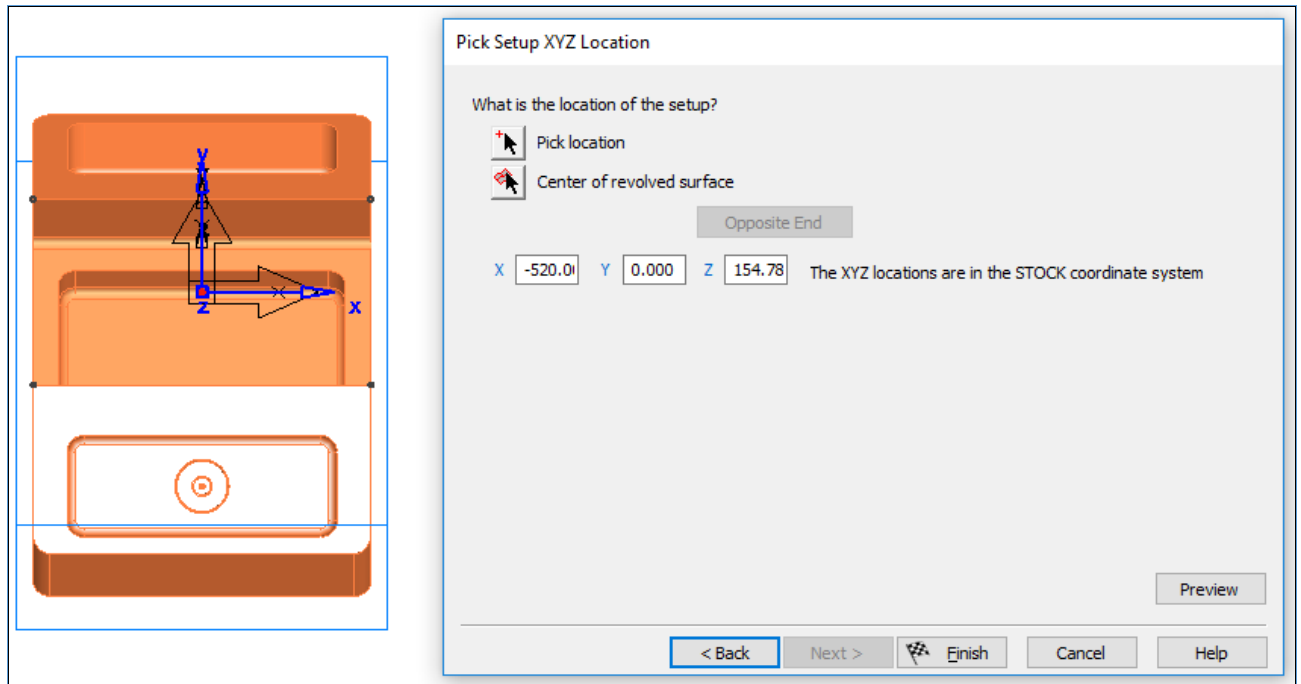 Pick Setup XYZ Location
What is the location of the setup?
Pick location
Center of revolved surface
Opposite End
X -520.0 Y 0.000 Z 154.78 The XYZ locations are in the STOCK coordinate system
y
x
z
Preview
< Back Next > Finish Cancel Help